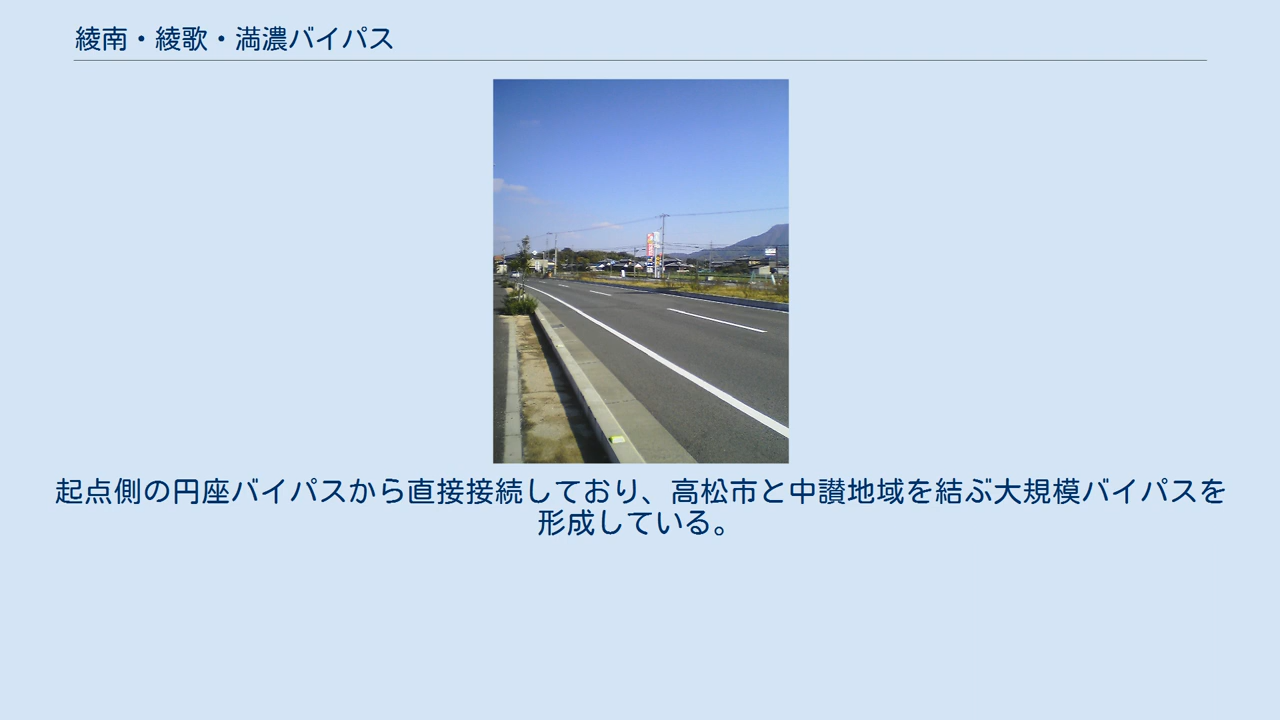 綾南・綾歌・満濃バイパス
起点側の円座バイパスから直接接続しており、高松市と中讃地域を結ぶ大規模バイパスを
形成している。